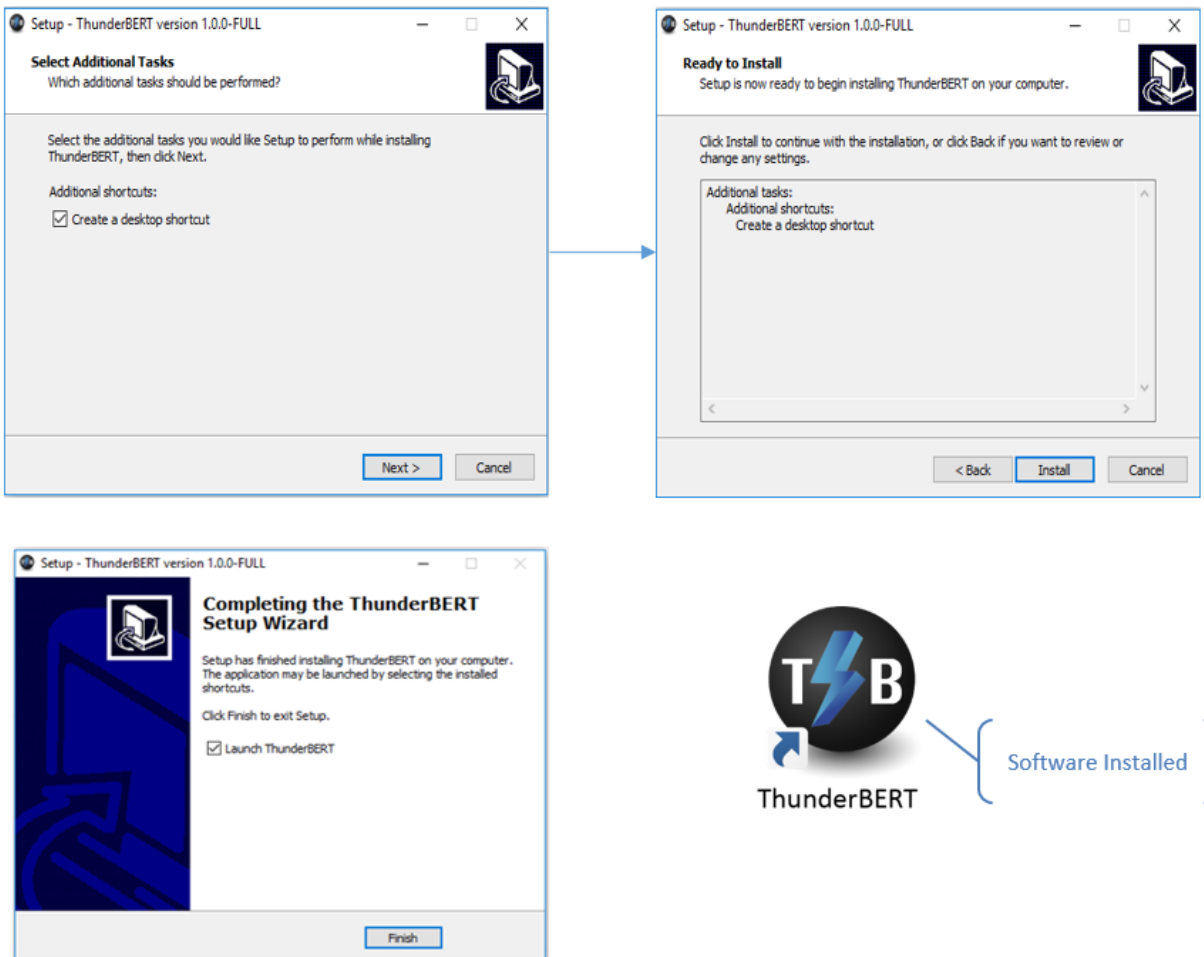 Setup - ThunderBERT version 1.0.0-FULL
Select Additional Tasks
Which additional tasks should be performed?
Select the additional tasks you would like Setup to perform while installing
ThunderBERT, then click Next.
Additional shortcuts:
Create a desktop shortcut
Next >
Cancel
Setup - ThunderBERT version 1.0.0-FULL
Ready to Install
Setup is now ready to begin installing ThunderBERT on your computer.
Click Install to continue with the installation, or click Back if you want to review or
change any settings.
Additional tasks:
Additional shortcuts:
Create a desktop shortcut
< Back
Install
Cancel
Setup - ThunderBERT version 1.0.0-FULL
Completing the ThunderBERT
Setup Wizard
Setup has finished installing ThunderBERT on your computer.
The application may be launched by selecting the installed
shortcuts.
Click Finish to exit Setup.
Launch ThunderBERT
Finish
T B
ThunderBERT
Software Installed